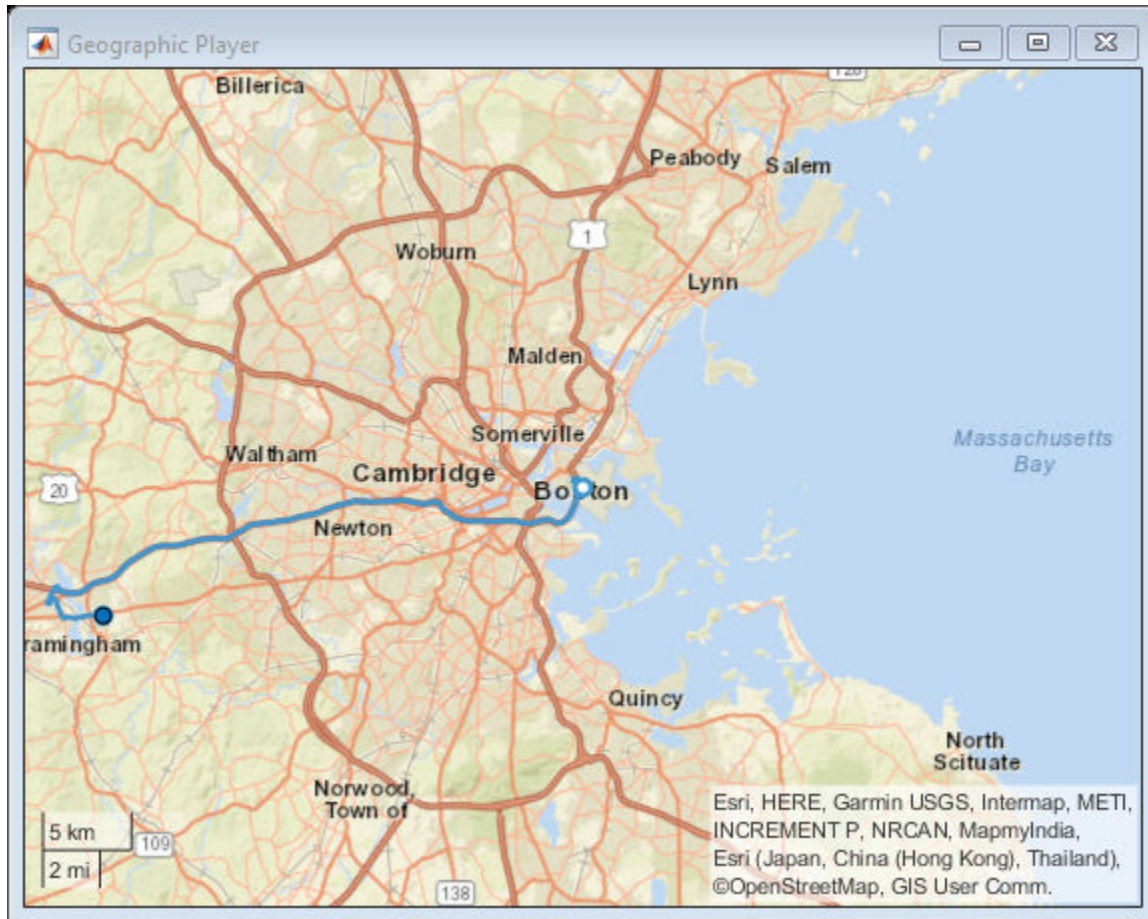 Geographic Player
128
Billerica
Peabody
Salem
1
Woburn
Lynn
Malden
Somerville
Massachusetts
Bay
Waltham
Cambridge
20
Boston
Newton
ramingham
Quincy
North
Scituate
Norwood,
Town of
Esri, HERE, Garmin USGS, Intermap, METI,
INCREMENT P, NRCAN, MapmyIndia,
Esri (Japan, China (Hong Kong), Thailand),
©OpenStreetMap, GIS User Comm.
5 km
109
2 mi
138